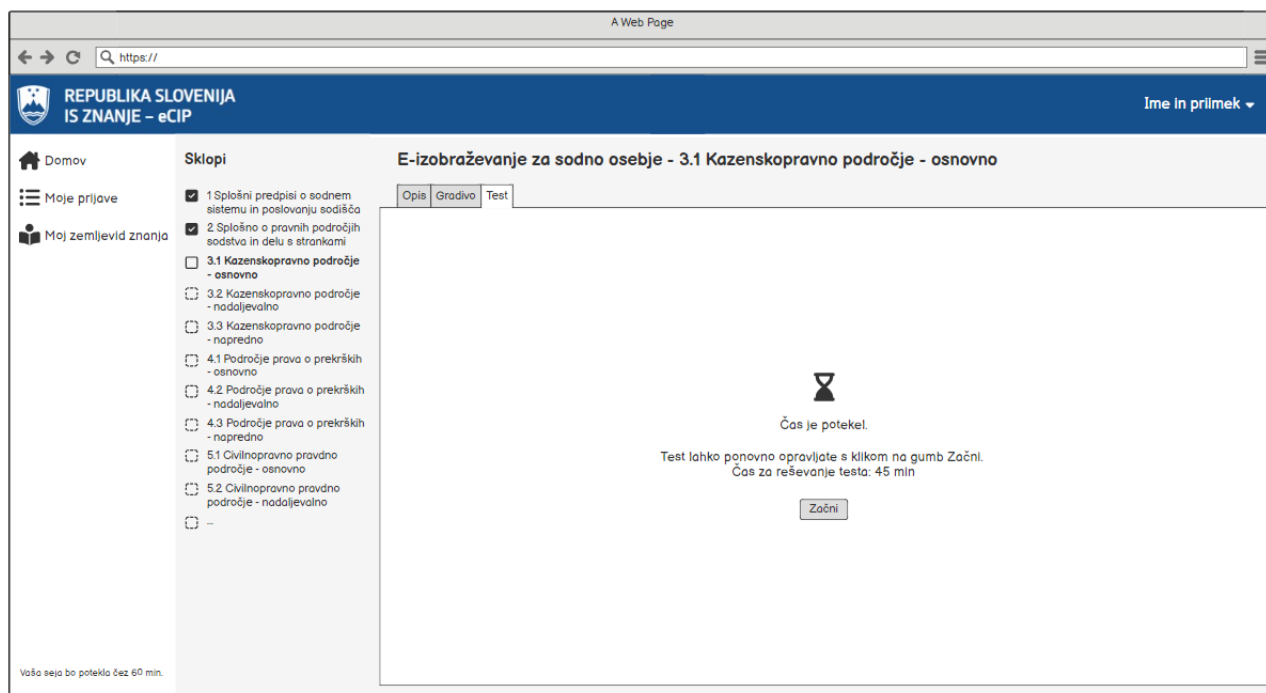 A Web Page
https://
REPUBLIKA SLOVENIJA
IS ZNANJE – eCIP
Ime in priimek
Domov
Moje prijave
Moj zemljevid znanja
Vaša seja bo potekla čez 60 min.
Sklopi
1 Splošni predpisi o sodnem
sistemu in poslovanju sodišča
2 Splošno o pravnih področjih
sodstva in delu s strankami
3.1 Kazenskopravno področje
- osnovno
3.2 Kazenskopravno področje
- nadaljevalno
3.3 Kazenskopravno področje
- napredno
4.1 Področje prava o prekrških
- osnovno
4.2 Področje prava o prekrških
- nadaljevalno
4.3 Področje prava o prekrških
- napredno
5.1 Civilnopravno pravdno
področje - osnovno
5.2 Civilnopravno pravdno
področje - nadaljevalno
...
E-izobraževanje za sodno osebje - 3.1 Kazenskopravno področje - osnovno
Opis Gradivo Test
Čas je potekel.
Test lahko ponovno opravljate s klikom na gumb Začni.
Čas za reševanje testa: 45 min
Začni